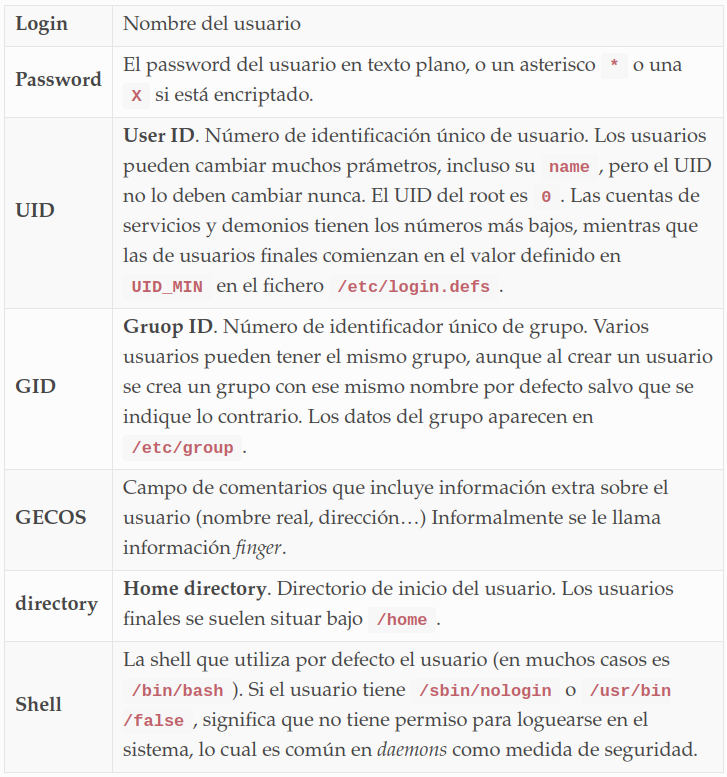 Login Nombre del usuario
Password El password del usuario en texto plano, o un asterisco * o una
X si está encriptado.
UID User ID. Número de identificación único de usuario. Los usuarios
pueden cambiar muchos prámetros, incluso su name , pero el UID
no lo deben cambiar nunca. El UID del root es 0 . Las cuentas de
servicios y demonios tienen los números más bajos, mientras que
las de usuarios finales comienzan en el valor definido en
UID_MIN en el fichero /etc/login.defs .
GID Gruop ID. Número de identificador único de grupo. Varios
usuarios pueden tener el mismo grupo, aunque al crear un usuario
se crea un grupo con ese mismo nombre por defecto salvo que se
indique lo contrario. Los datos del grupo aparecen en
/etc/group .
GECOS Campo de comentarios que incluye información extra sobre el
usuario (nombre real, dirección…) Informalmente se le llama
información finger.
directory Home directory. Directorio de inicio del usuario. Los usuarios
finales se suelen situar bajo /home .
Shell La shell que utiliza por defecto el usuario (en muchos casos es
/bin/bash ). Si el usuario tiene /sbin/nologin o /usr/bin
/false , significa que no tiene permiso para loguearse en el
sistema, lo cual es común en daemons como medida de seguridad.